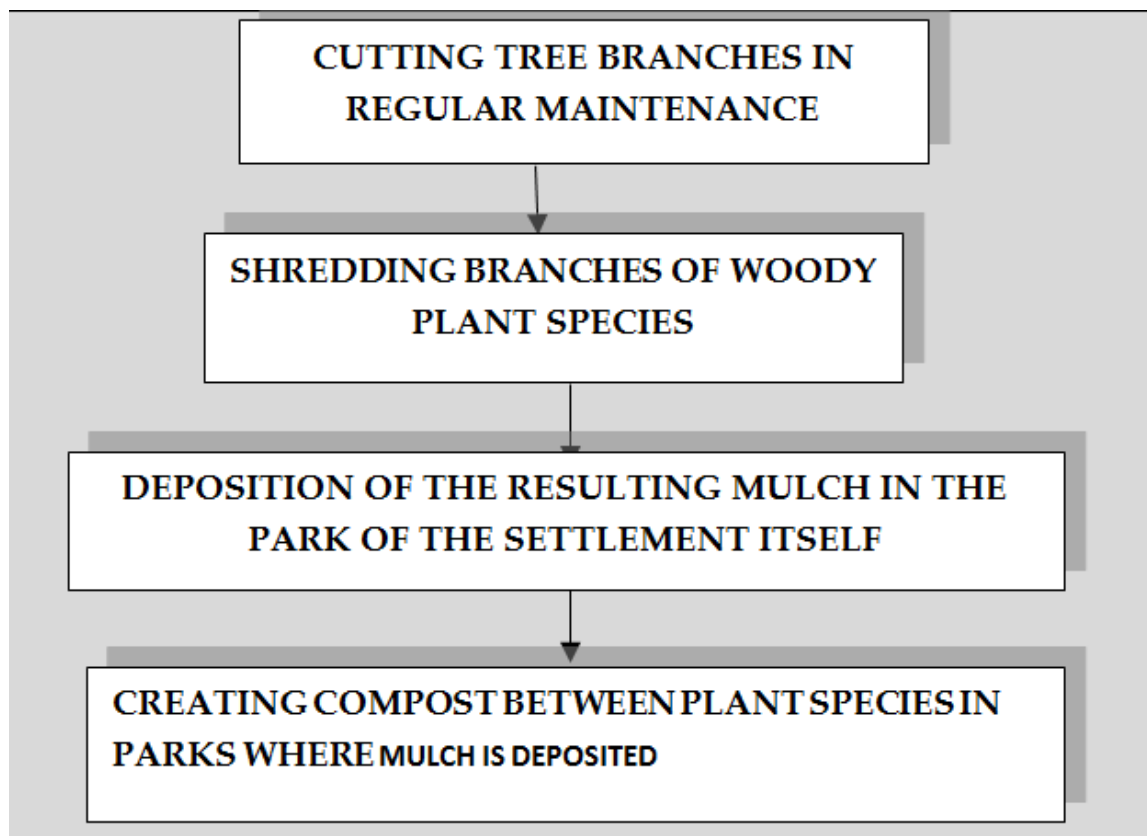 CUTTING TREE BRANCHES IN
REGULAR MAINTENANCE
SHREDDING BRANCHES OF WOODY
PLANT SPECIES
DEPOSITION OF THE RESULTING MULCH IN THE
PARK OF THE SETTLEMENT ITSELF
CREATING COMPOST BETWEEN PLANT SPECIES IN
PARKS WHERE MULCH IS DEPOSITED